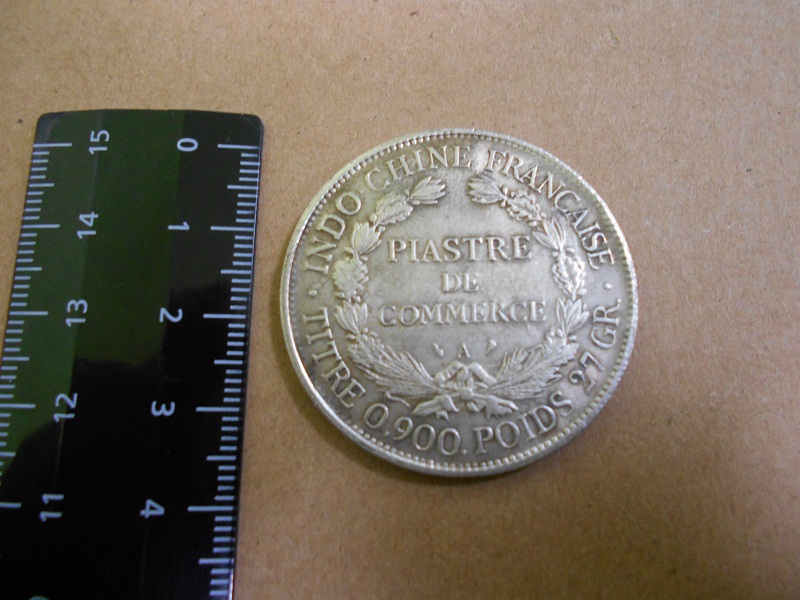 INDO CHINE FRANÇAISE
PIASTRE
DE
COMMERCE
A
TITRE 0.900. POIDS 27 GR.
0
1
2
3
4
15
14
13
12
11